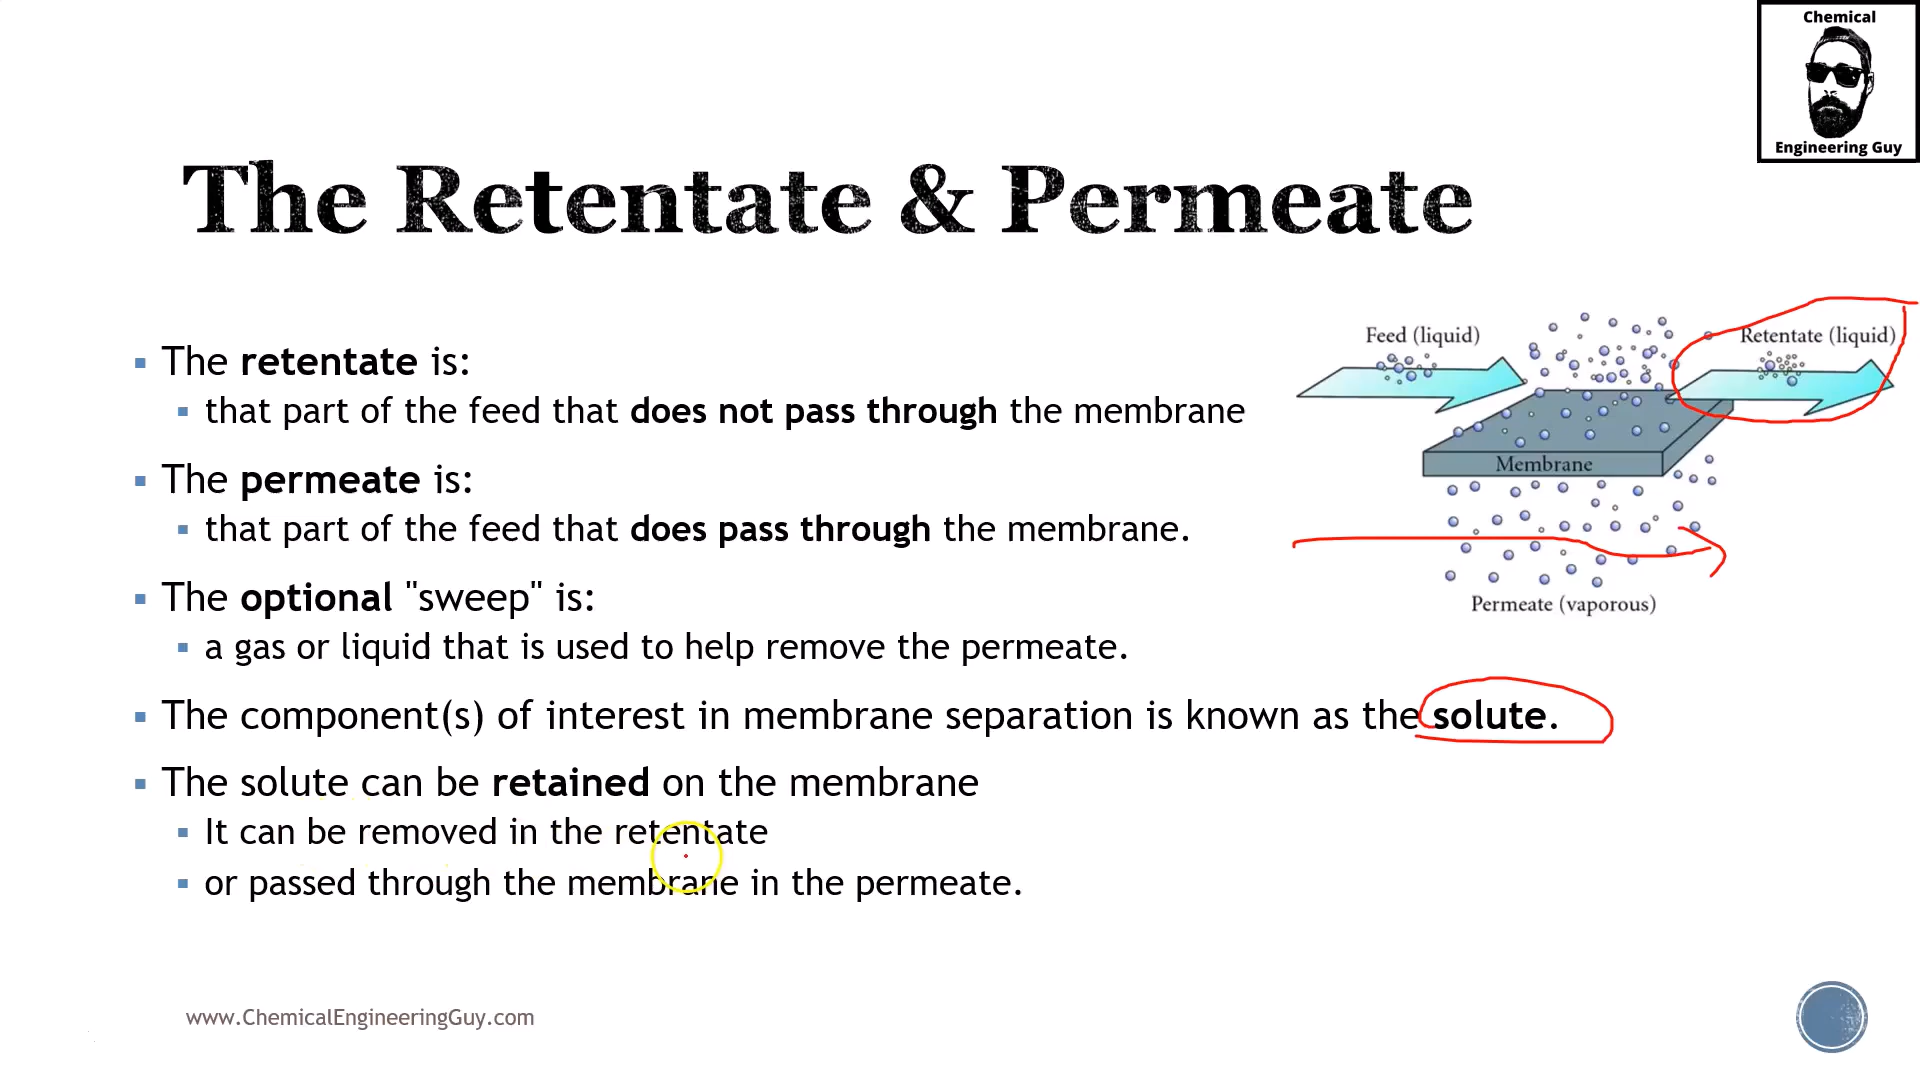 Chemical
Engineering Guy
The Retentate & Permeate
The retentate is:
that part of the feed that does not pass through the membrane
The permeate is:
that part of the feed that does pass through the membrane.
The optional "sweep" is:
a gas or liquid that is used to help remove the permeate.
The component(s) of interest in membrane separation is known as the solute.
The solute can be retained on the membrane
It can be removed in the retentate
or passed through the membrane in the permeate.
Feed (liquid)
Retentate (liquid)
Membrane
Permeate (vaporous)
www.ChemicalEngineeringGuy.com